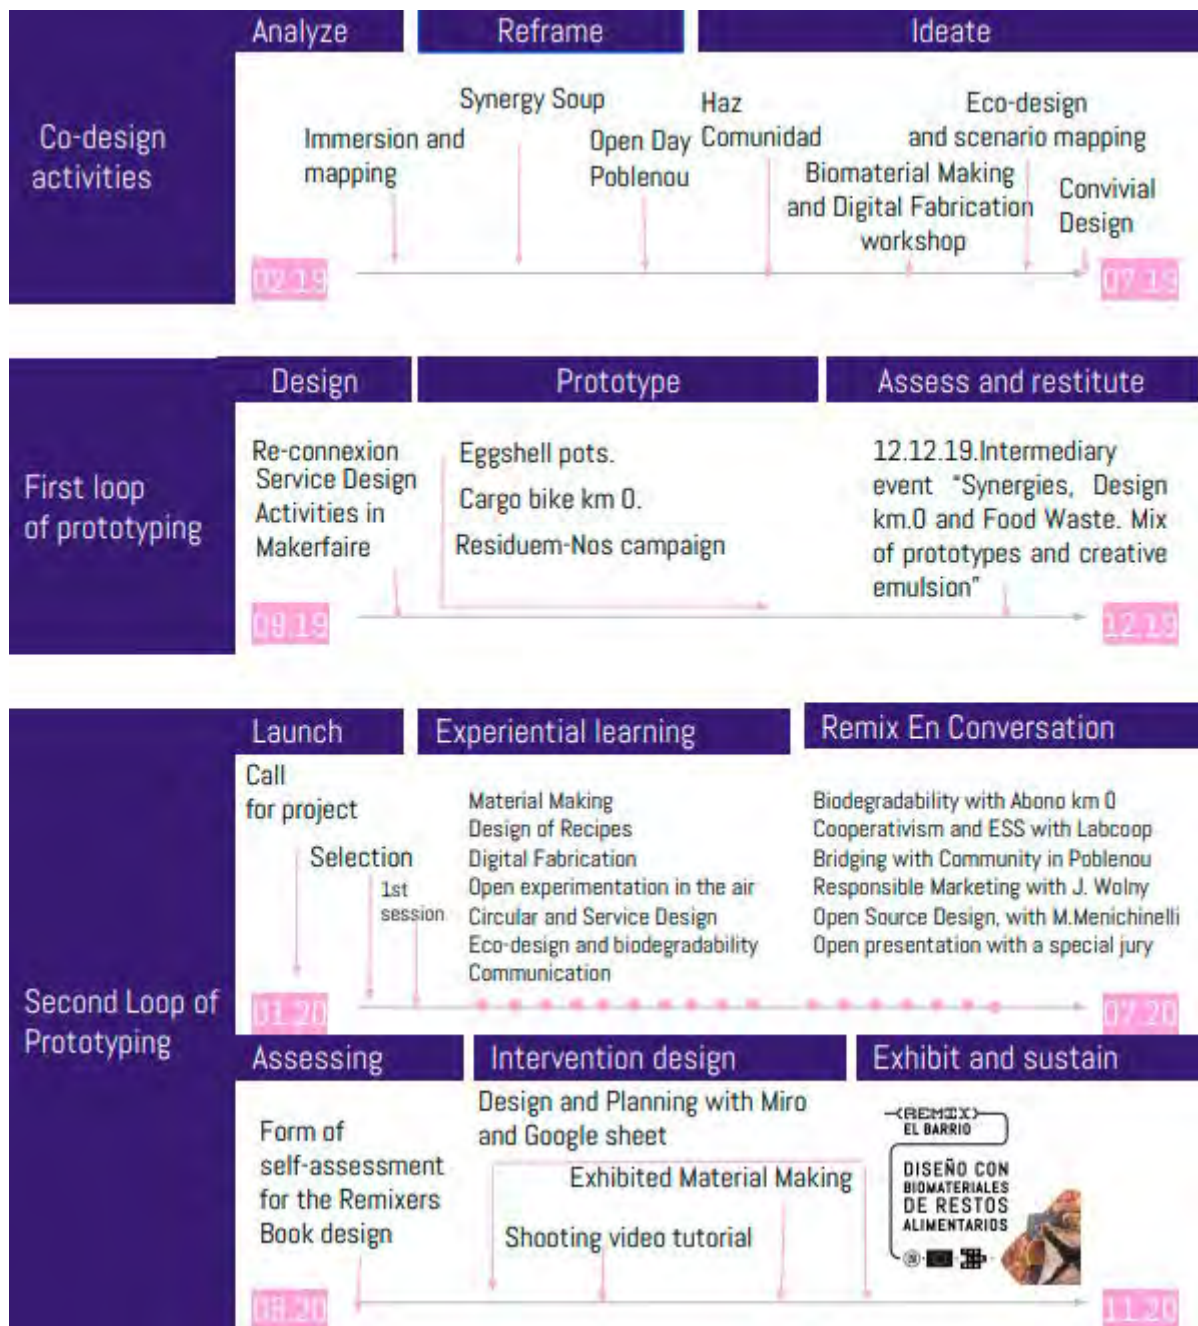 Analyze
Reframe
Ideate
Co-design
activities
Immersion and
mapping
Synergy Soup
Open Day
Poblenou
Haz
Comunidad
Biomaterial Making
and Digital Fabrication
workshop
Eco-design
and scenario mapping
Convivial
Design
02.19
07.19
Design
Prototype
Assess and restitute
First loop
of prototyping
Re-connexion
Service Design
Activities in
Makerfaire
Eggshell pots.
Cargo bike km 0.
Residuem-Nos campaign
12.12.19.Intermediary
event “Synergies, Design
km.0 and Food Waste. Mix
of prototypes and creative
emulsion”
09.19
12.19
Launch
Experiential learning
Remix En Conversation
Second Loop of
Prototyping
Call
for project
Selection
1st
session
Material Making
Design of Recipes
Digital Fabrication
Open experimentation in the air
Circular and Service Design
Eco-design and biodegradability
Communication
Biodegradability with Abono km 0
Cooperativism and ESS with Labcoop
Bridging with Community in Poblenou
Responsible Marketing with J. Wolny
Open Source Design, with M.Menichinelli
Open presentation with a special jury
01.20
07.20
Assessing
Intervention design
Exhibit and sustain
Form of
self-assessment
for the Remixers
Book design
Design and Planning with Miro
and Google sheet
Exhibited Material Making
Shooting video tutorial
REMIX
EL BARRIO
DISEÑO CON
BIOMATERIALES
DE RESTOS
ALIMENTARIOS
11.20